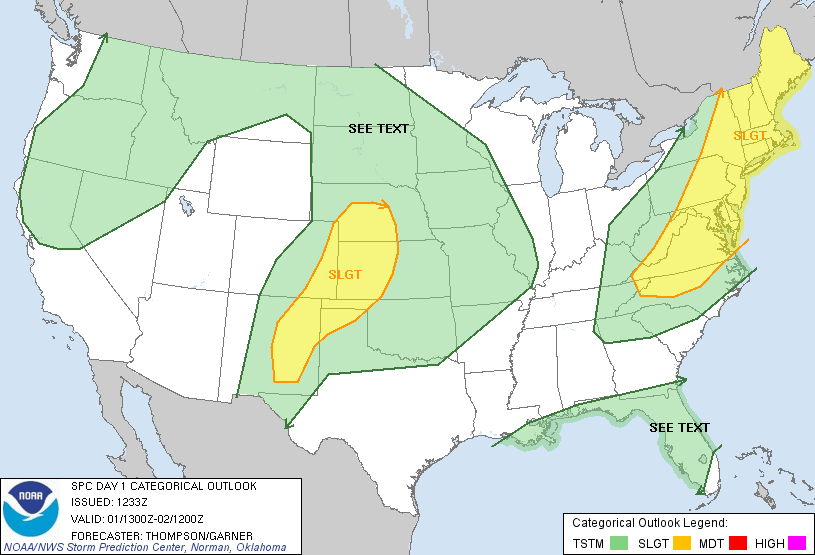 SEE TEXT
SLGT
SLGT
SEE TEXT
NOAA
SPC DAY 1 CATEGORICAL OUTLOOK
ISSUED: 1233Z
VALID: 01/1300Z-02/1200Z
FORECASTER: THOMPSON/GARNER
NOAA/NWS Storm Prediction Center, Norman, Oklahoma
Categorical Outlook Legend:
TSTM SLGT MDT HIGH